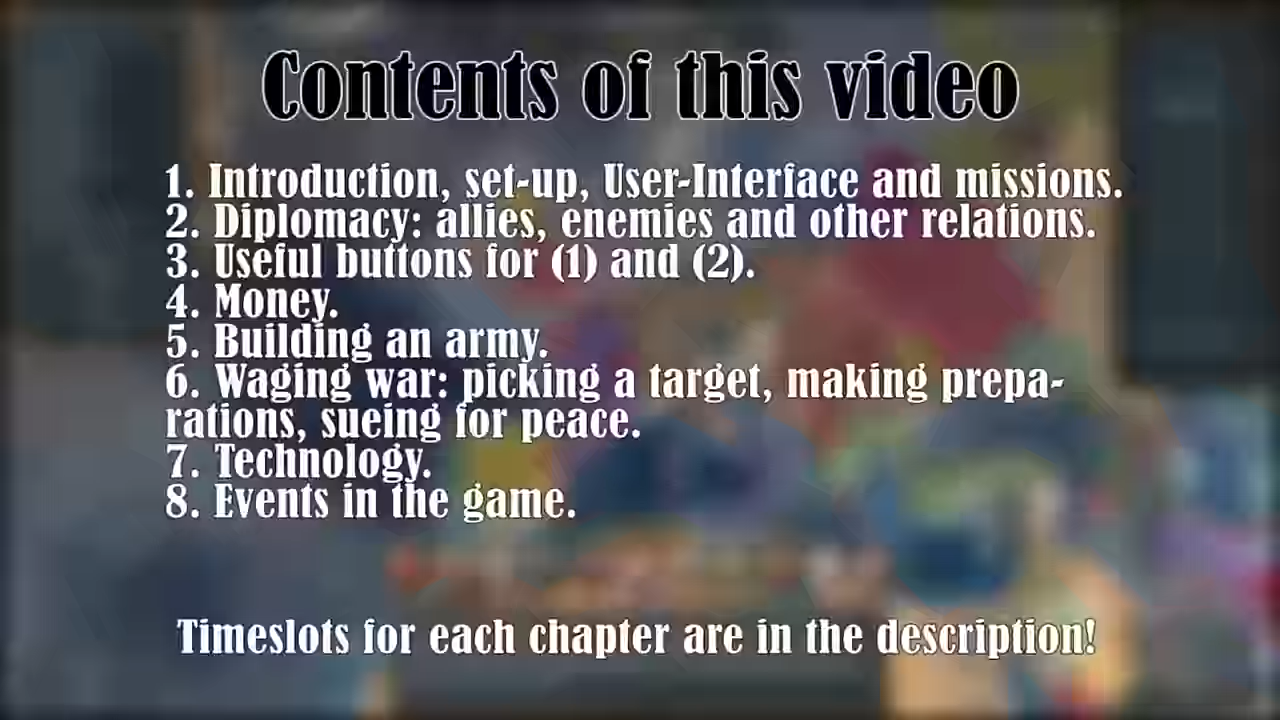 Contents of this video
1. Introduction, set-up, User-Interface and missions.
2. Diplomacy: allies, enemies and other relations.
3. Useful buttons for (1) and (2).
4. Money.
5. Building an army.
6. Waging war: picking a target, making prepa-
rations, sueing for peace.
7. Technology.
8. Events in the game.
Timeslots for each chapter are in the description!